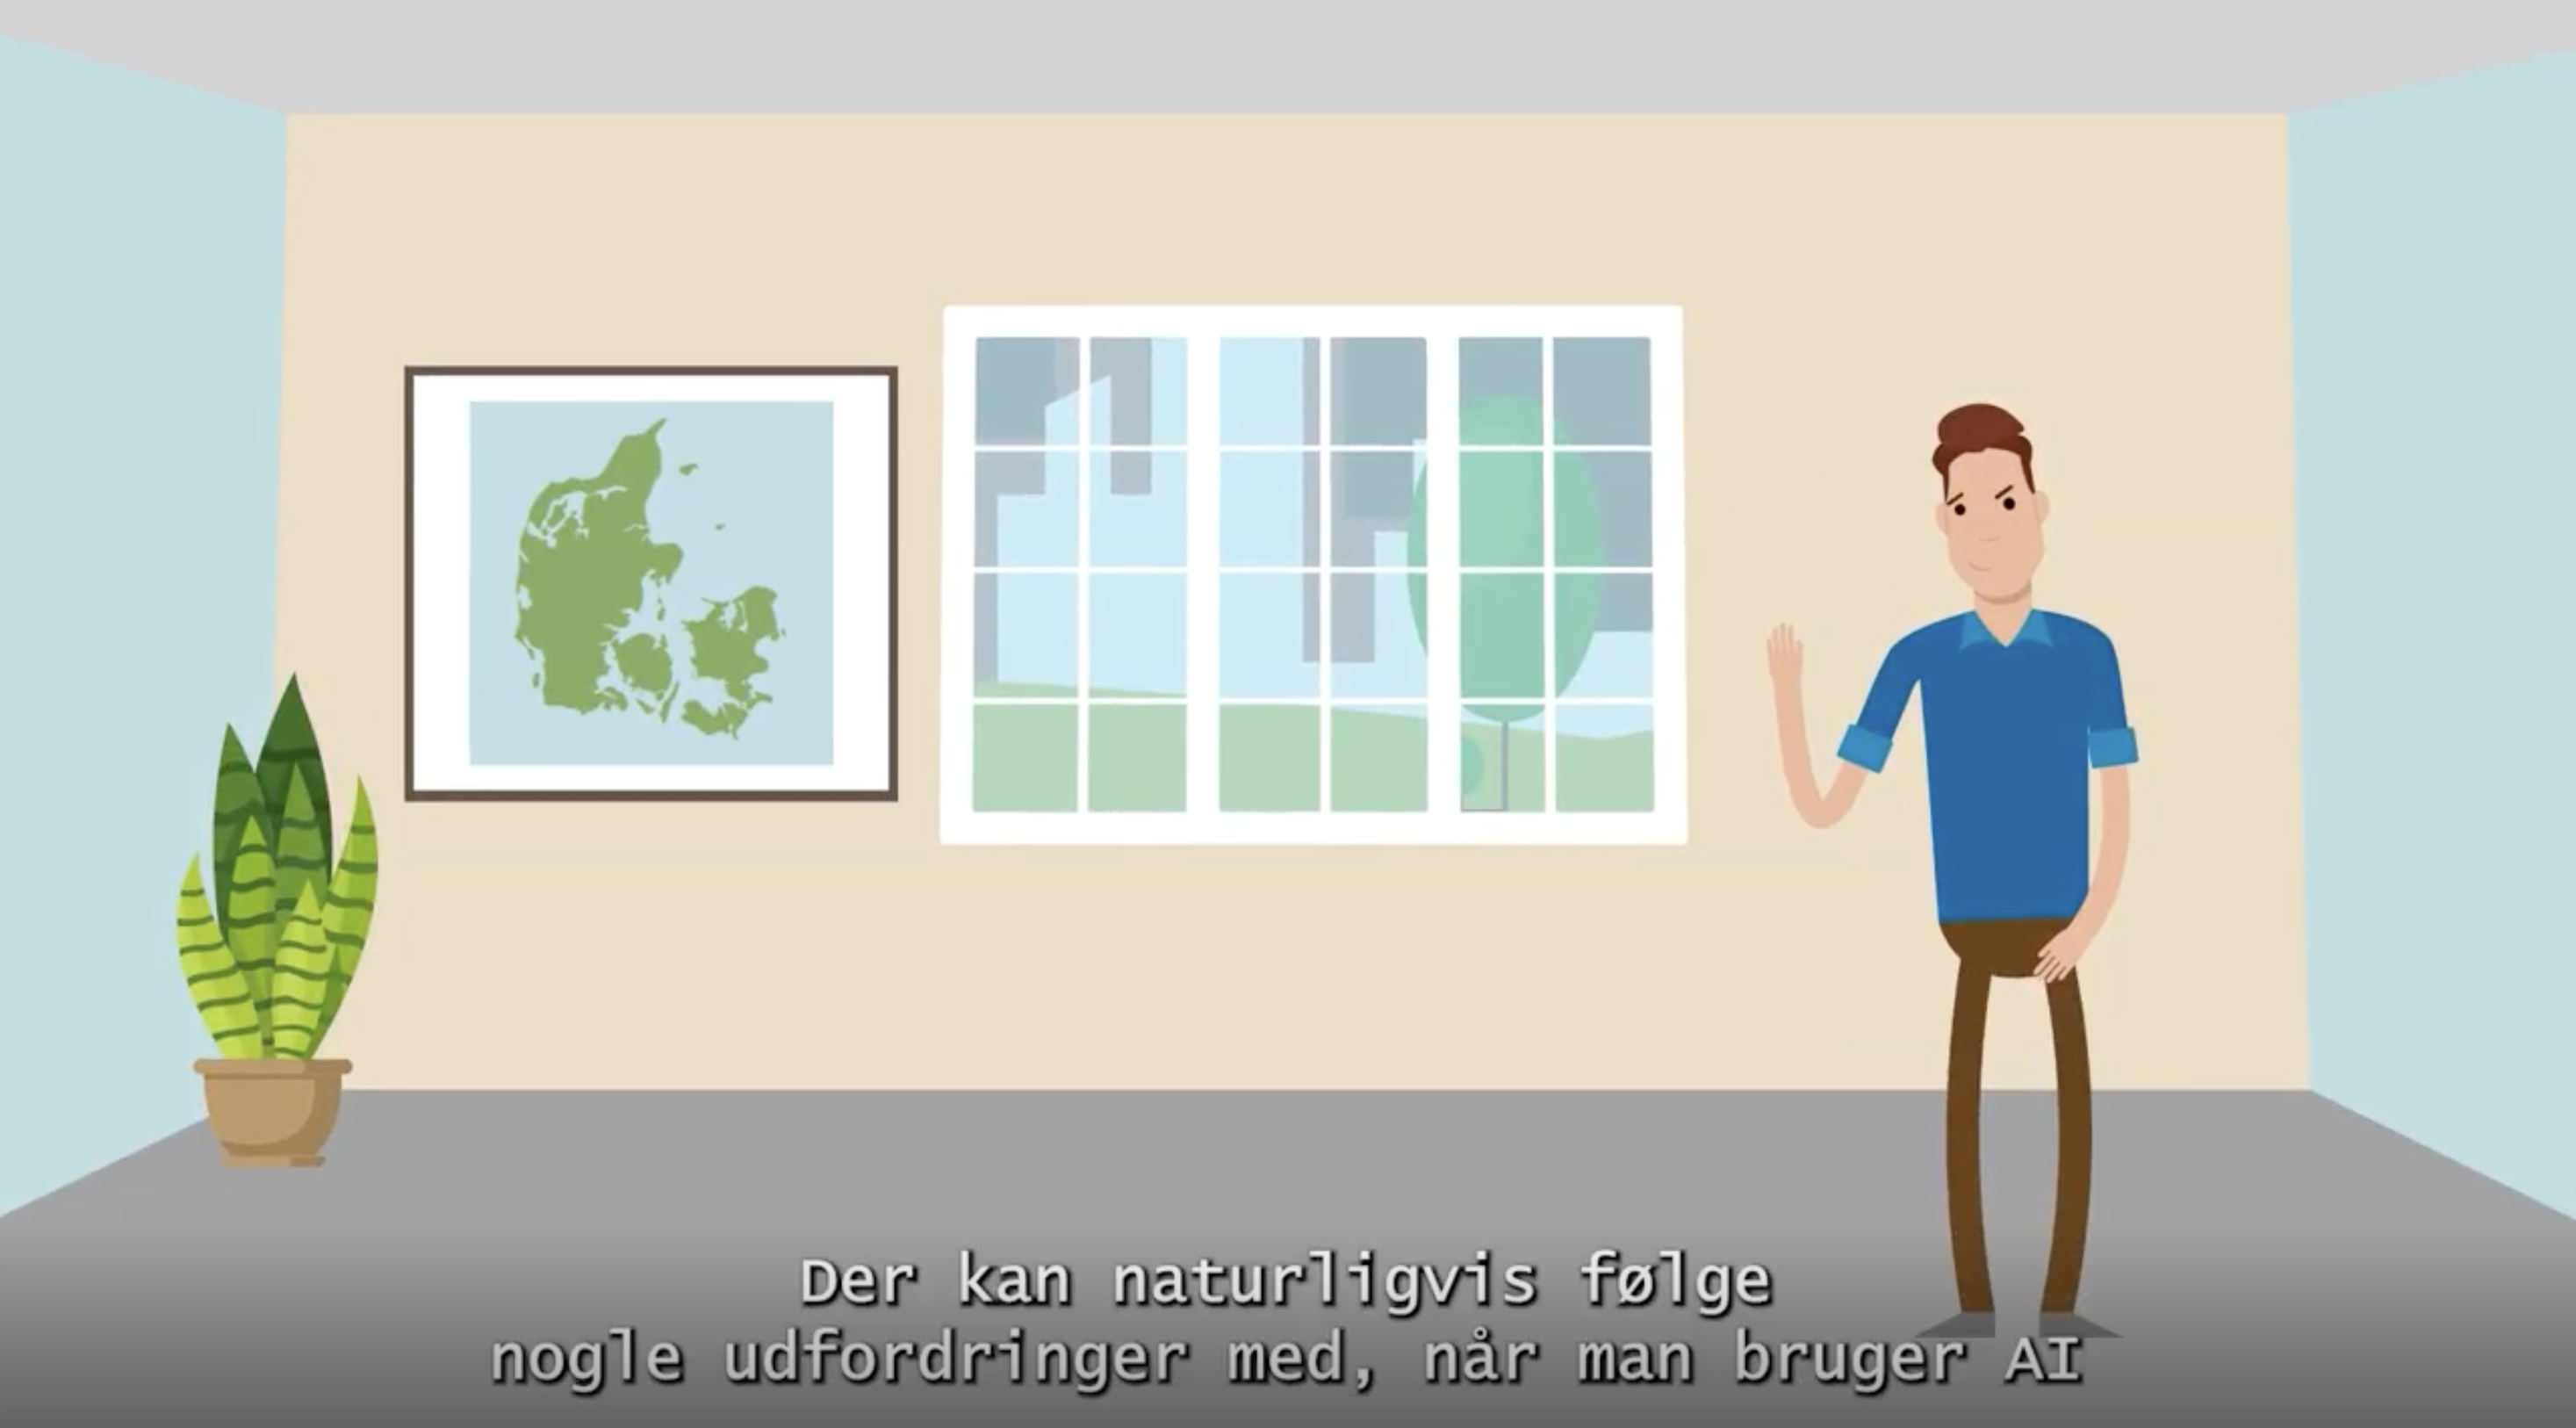 Der kan naturligvis følge
nogle udfordringer med, når man bruger AI